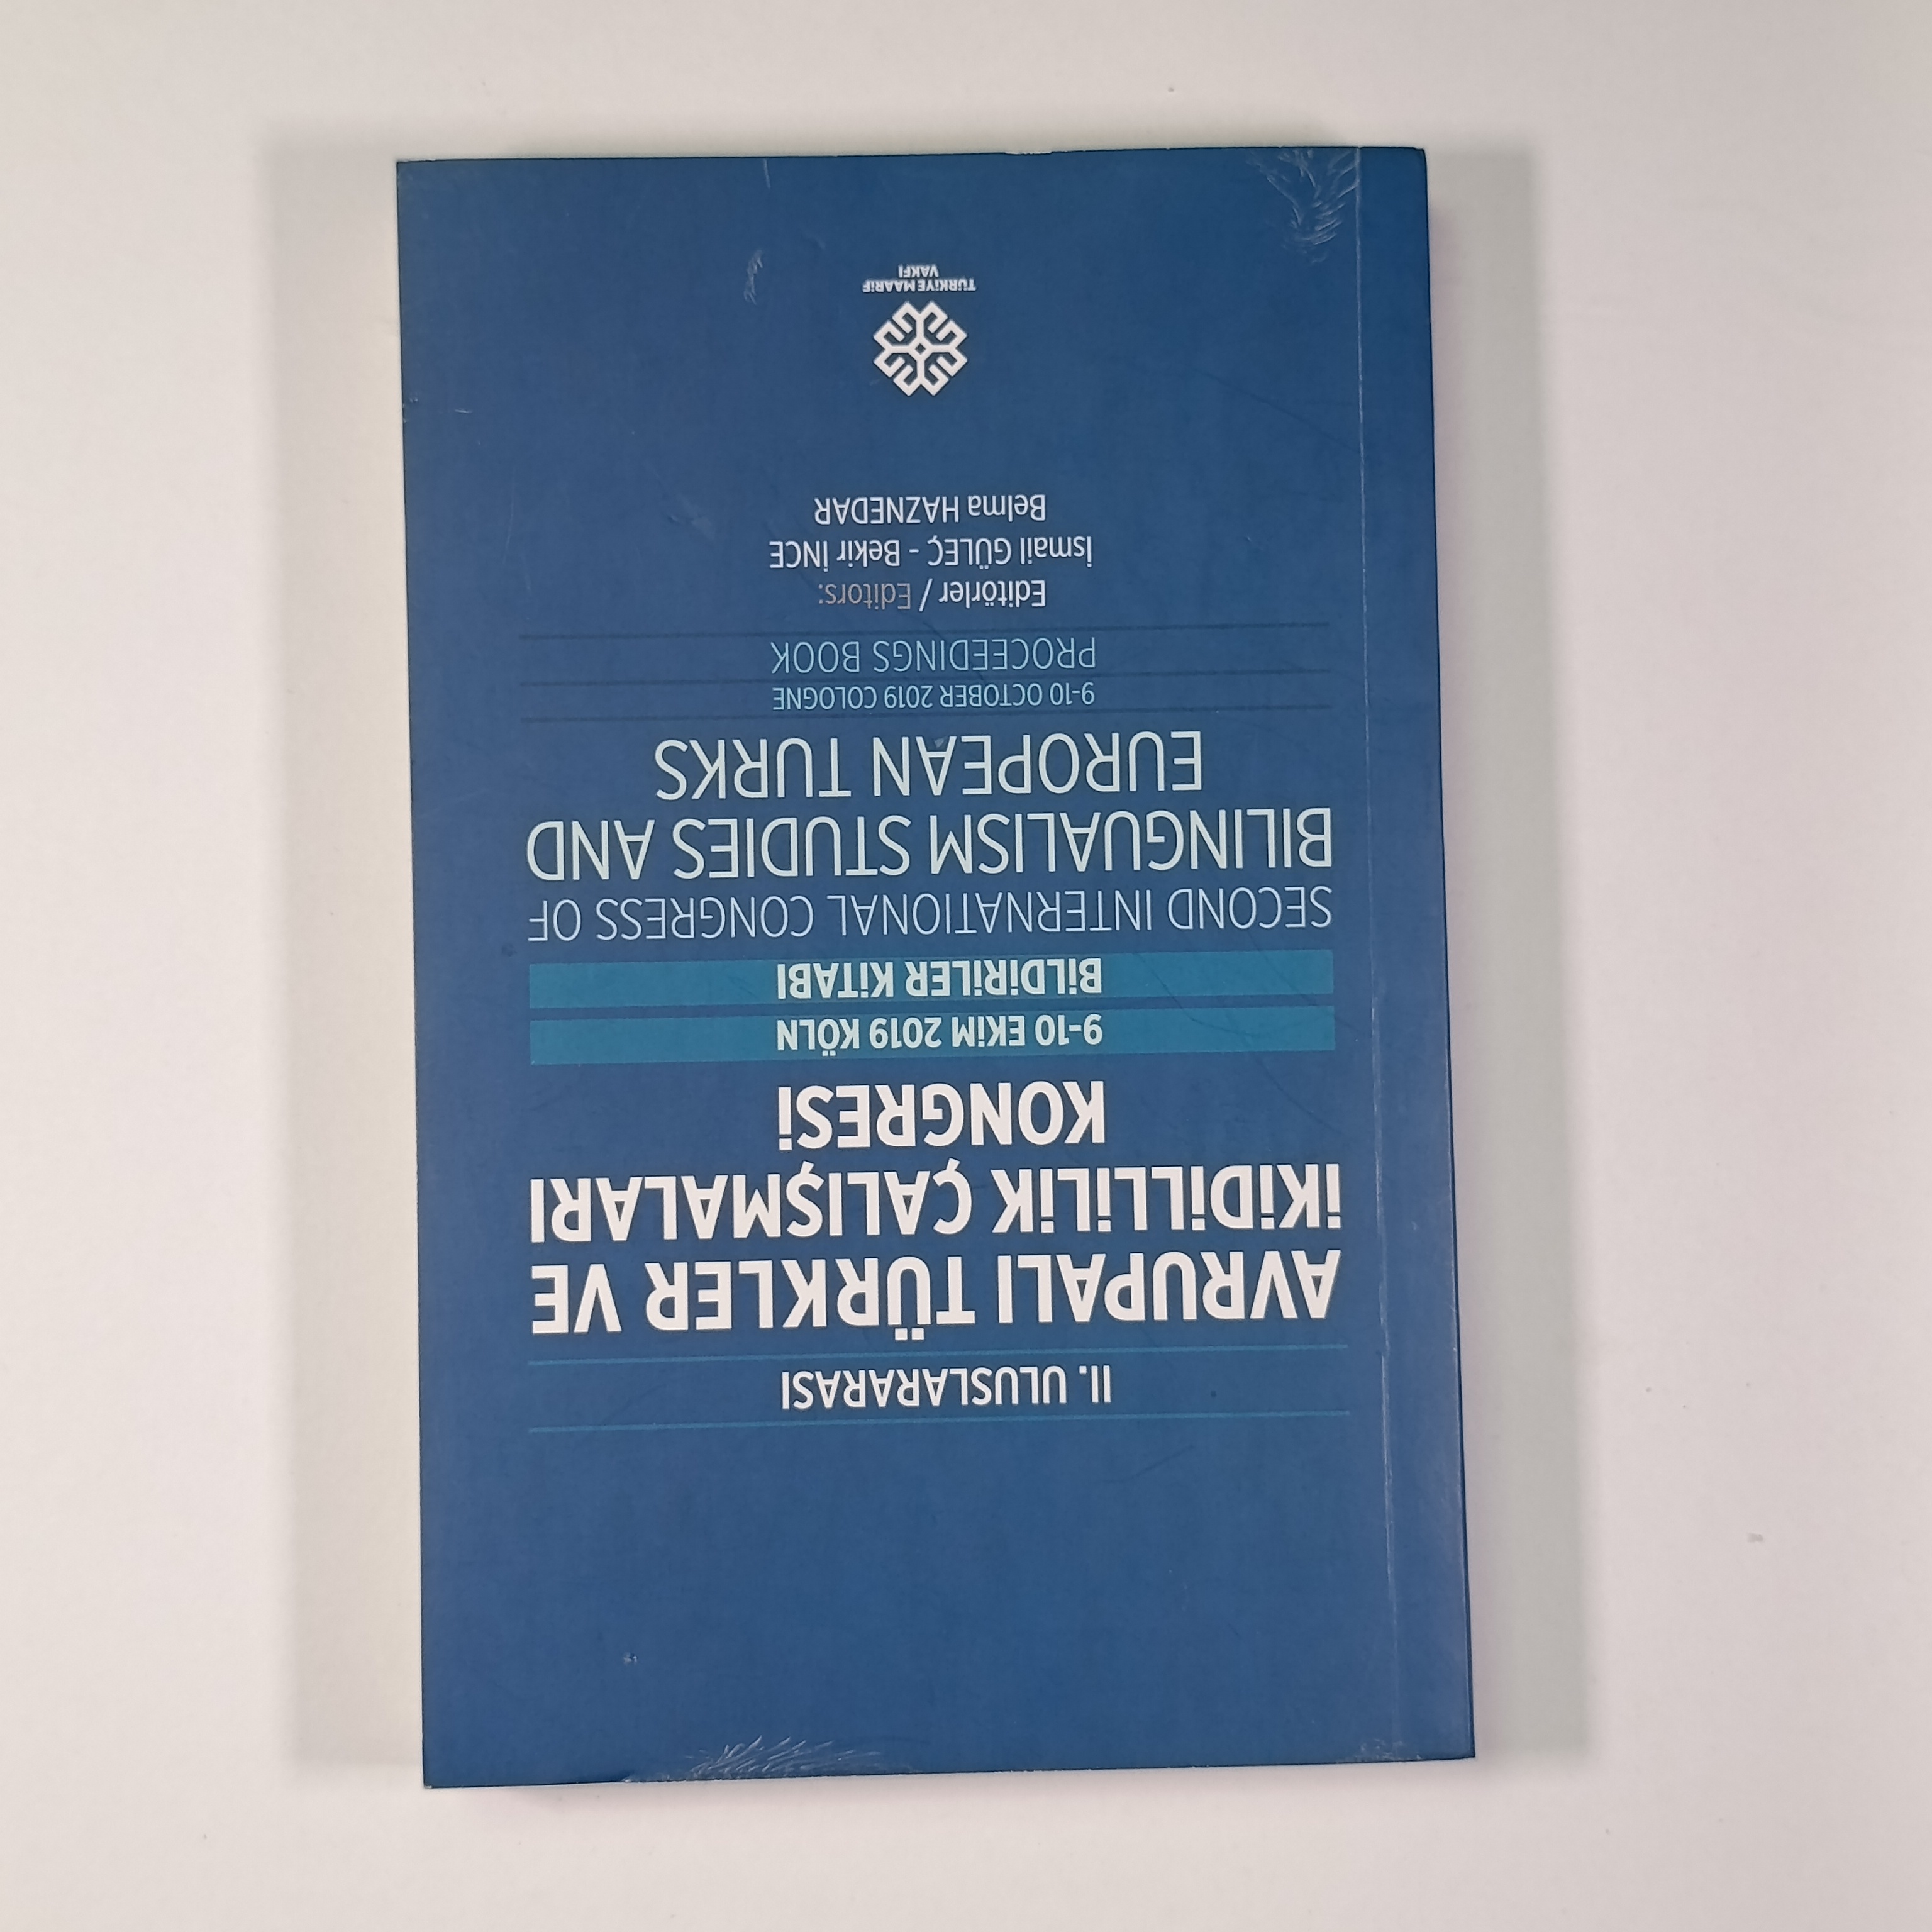 II. ULUSLARARASI
AVRUPALI TÜRKLER VE
İKİDİLLİLİK ÇALIŞMALARI
KONGRESİ
9-10 EKİM 2019 KÖLN
BİLDİRİLER KİTABI
SECOND INTERNATIONAL CONGRESS OF
BILINGUALISM STUDIES AND
EUROPEAN TURKS
9-10 OCTOBER 2019 COLOGNE
PROCEEDINGS BOOK
Editörler / Editors:
İsmail GÜLEÇ - Bekir İNCE
Belma HAZNEDAR
TÜRKİYE MAARİF
VAKFI